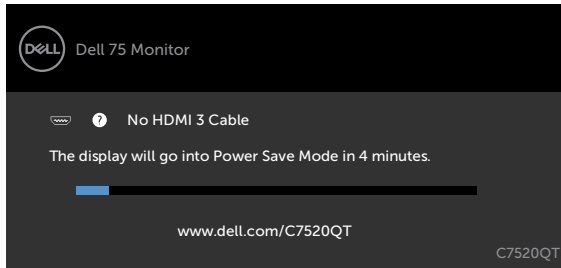 DELL
Dell 75 Monitor
? No HDMI 3 Cable
The display will go into Power Save Mode in 4 minutes.
www.dell.com/C7520QT
C7520QT